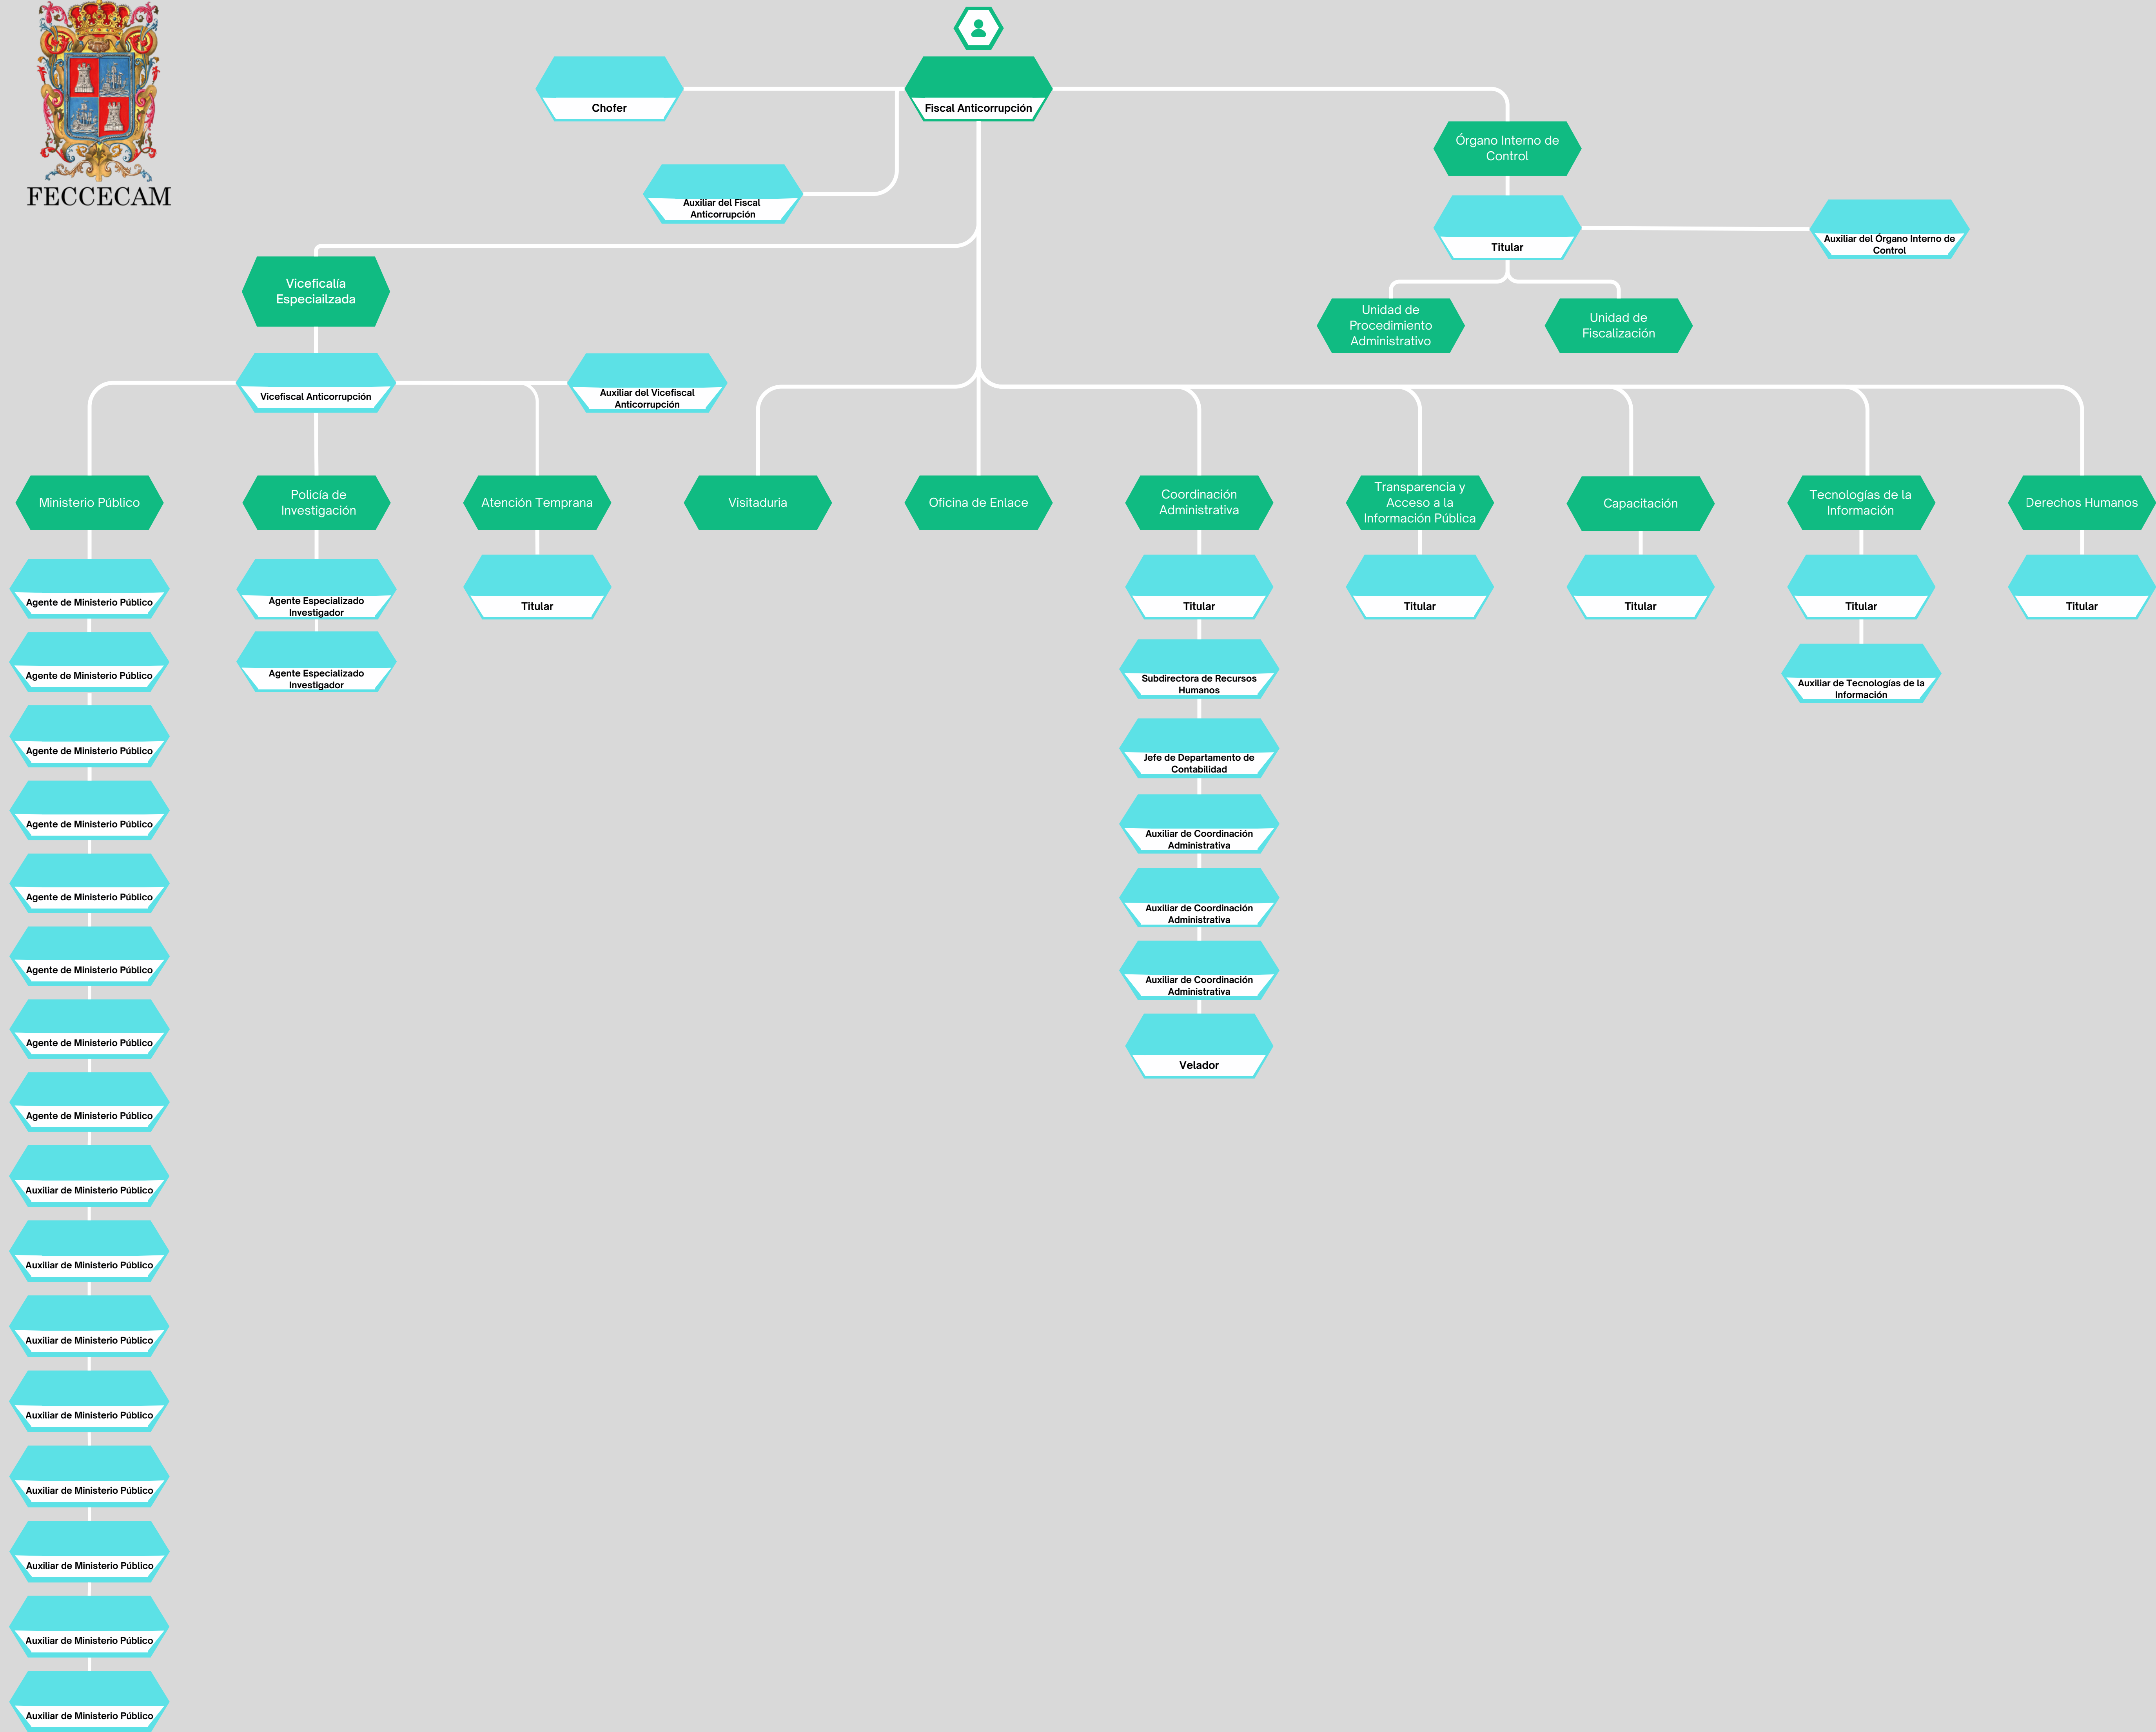 FECCECAM
Chofer
Fiscal Anticorrupción
Auxiliar del Fiscal
Anticorrupción
Órgano Interno de
Control
Titular
Auxiliar del Órgano Interno de
Control
Unidad de
Procedimiento
Administrativo
Unidad de
Fiscalización
Viceficalía
Especiailzada
Vicefiscal Anticorrupción
Auxiliar del Vicefiscal
Anticorrupción
Ministerio Público
Policía de
Investigación
Atención Temprana
Visitaduria
Oficina de Enlace
Coordinación
Administrativa
Transparencia y
Acceso a la
Información Pública
Capacitación
Tecnologías de la
Información
Derechos Humanos
Agente de Ministerio Público
Agente de Ministerio Público
Agente de Ministerio Público
Agente de Ministerio Público
Agente de Ministerio Público
Agente de Ministerio Público
Agente de Ministerio Público
Agente de Ministerio Público
Auxiliar de Ministerio Público
Auxiliar de Ministerio Público
Auxiliar de Ministerio Público
Auxiliar de Ministerio Público
Auxiliar de Ministerio Público
Auxiliar de Ministerio Público
Auxiliar de Ministerio Público
Auxiliar de Ministerio Público
Agente Especializado
Investigador
Agente Especializado
Investigador
Titular
Titular
Subdirectora de Recursos
Humanos
Jefe de Departamento de
Contabilidad
Auxiliar de Coordinación
Administrativa
Auxiliar de Coordinación
Administrativa
Auxiliar de Coordinación
Administrativa
Velador
Titular
Titular
Titular
Auxiliar de Tecnologías de la
Información
Titular